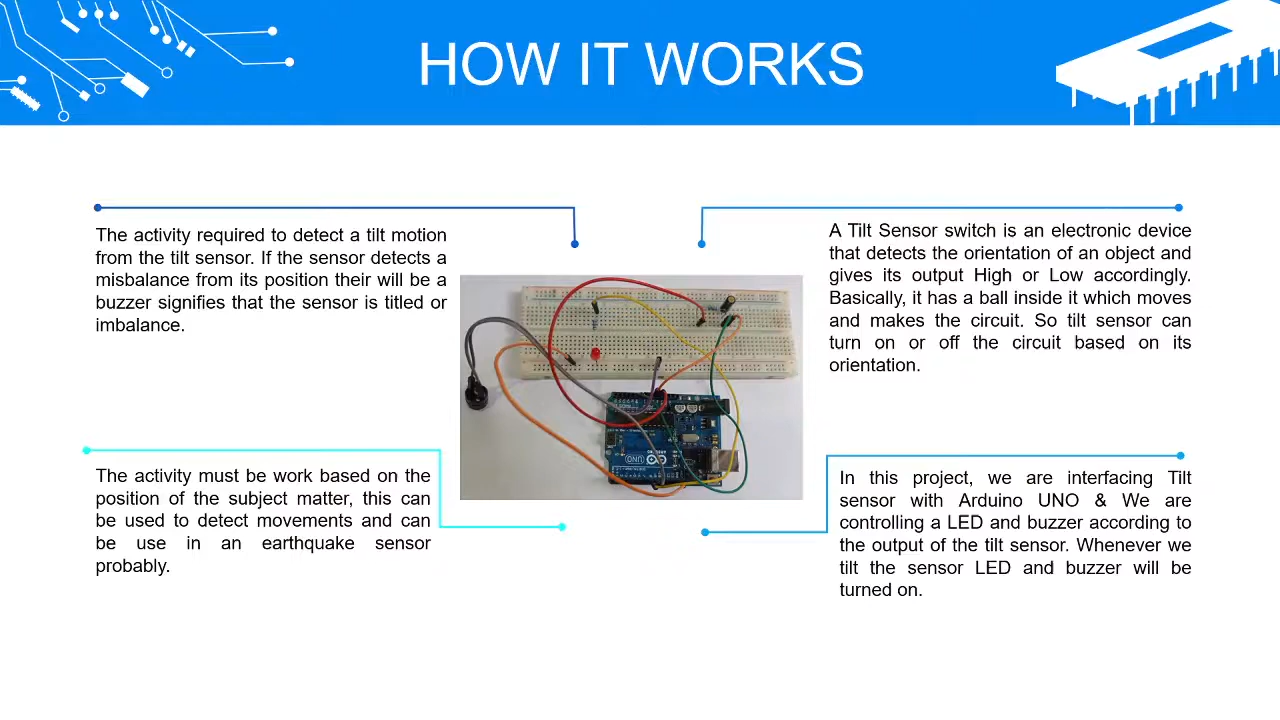 HOW IT WORKS
The activity required to detect a tilt motion
from the tilt sensor. If the sensor detects a
misbalance from its position their will be a
buzzer signifies that the sensor is titled or
imbalance.
A Tilt Sensor switch is an electronic device
that detects the orientation of an object and
gives its output High or Low accordingly.
Basically, it has a ball inside it which moves
and makes the circuit. So tilt sensor can
turn on or off the circuit based on its
orientation.
The activity must be work based on the
position of the subject matter, this can
be used to detect movements and can
be use in an earthquake sensor
probably.
In this project, we are interfacing Tilt
sensor with Arduino UNO & We are
controlling a LED and buzzer according to
the output of the tilt sensor. Whenever we
tilt the sensor LED and buzzer will be
turned on.
UNO